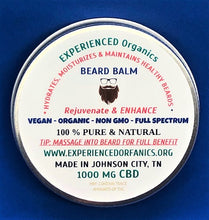 EXPERIENCED Organics
• HYDRATES, MOISTURIZES & MAINTAINS HEALTHY BEARDS •
BEARD BALM
Rejuvenate & ENHANCE
VEGAN - ORGANIC - NON GMO - FULL SPECTRUM
100 % PURE & NATURAL
TIP: MASSAGE INTO BEARD FOR FULL BENEFIT
WWW.EXPERIENCEDORFANICS.ORG
MADE IN JOHNSON CITY, TN
1000 MG CBD